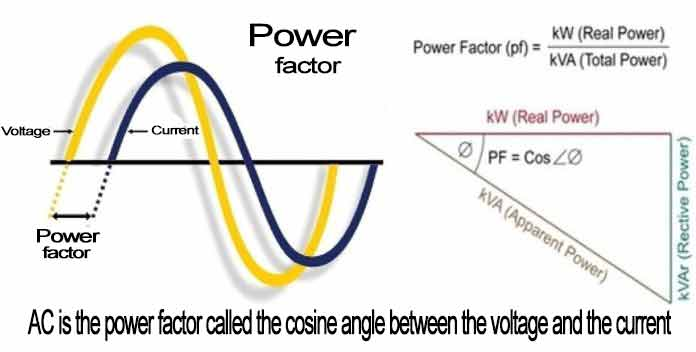 Power
factor
Voltage
Current
Power
factor
Power Factor (pf) = kW (Real Power)
kVA (Total Power)
kW (Real Power)
Ø PF = Cos∠Ø
kVA (Apparent Power)
kVAr (Rective Power)
AC is the power factor called the cosine angle between the voltage and the current